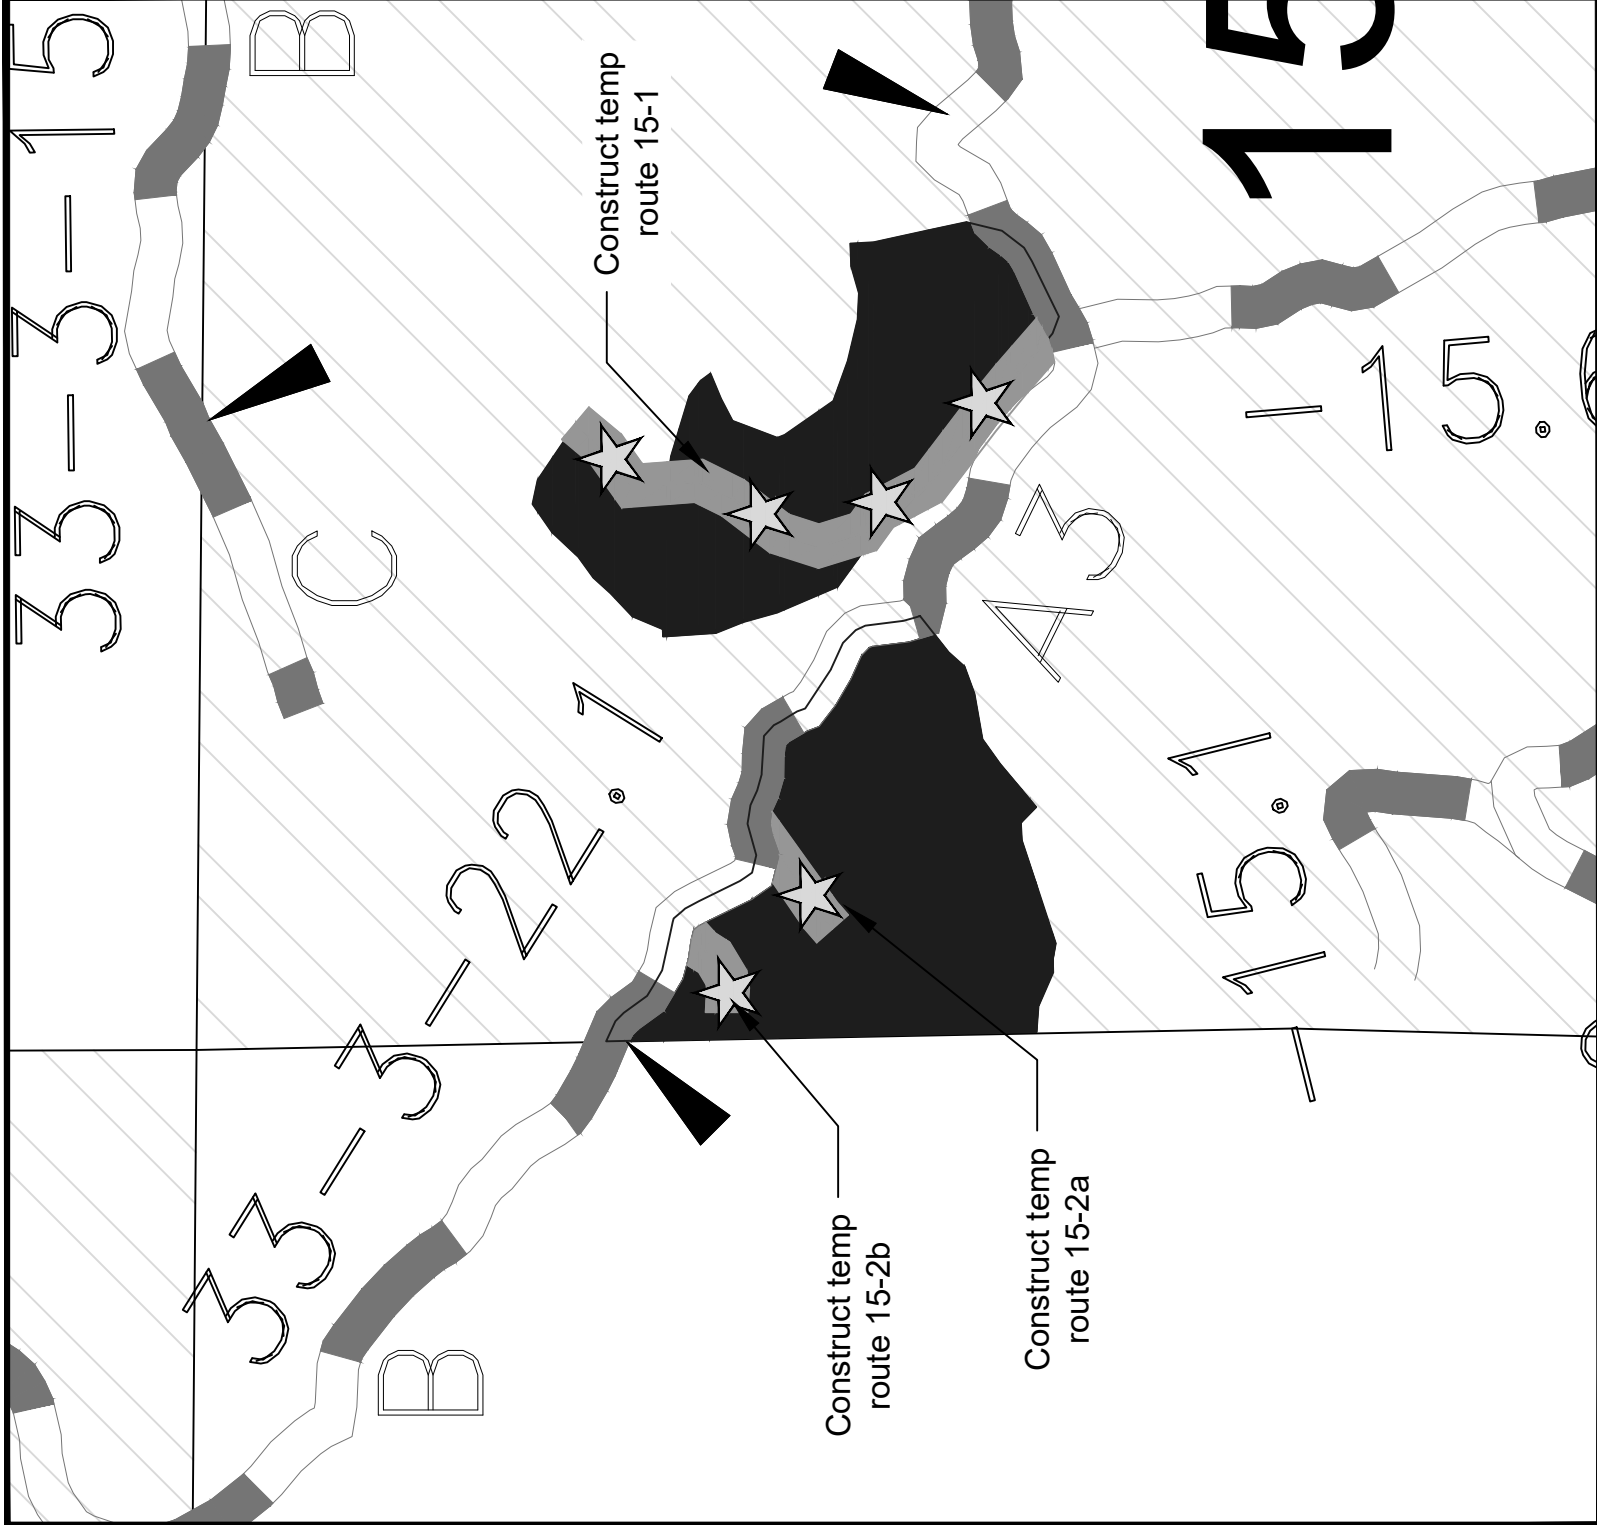 33-3-15
B
C
Construct temp
route 15-1
33-3-22.1
B
Construct temp
route 15-2b
Construct temp
route 15-2a
A3
15
-15.1
-15.